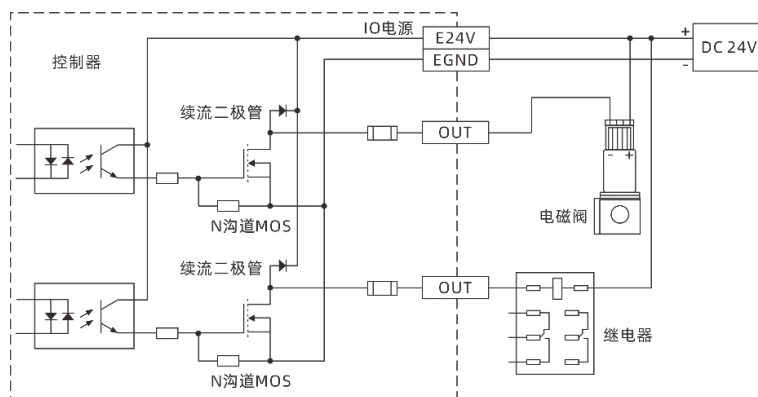 IO电源
E24V
+
DC 24V
控制器
EGND
-
续流二极管
OUT
- +
电磁阀
N沟道MOS
续流二极管
OUT
继电器
N沟道MOS